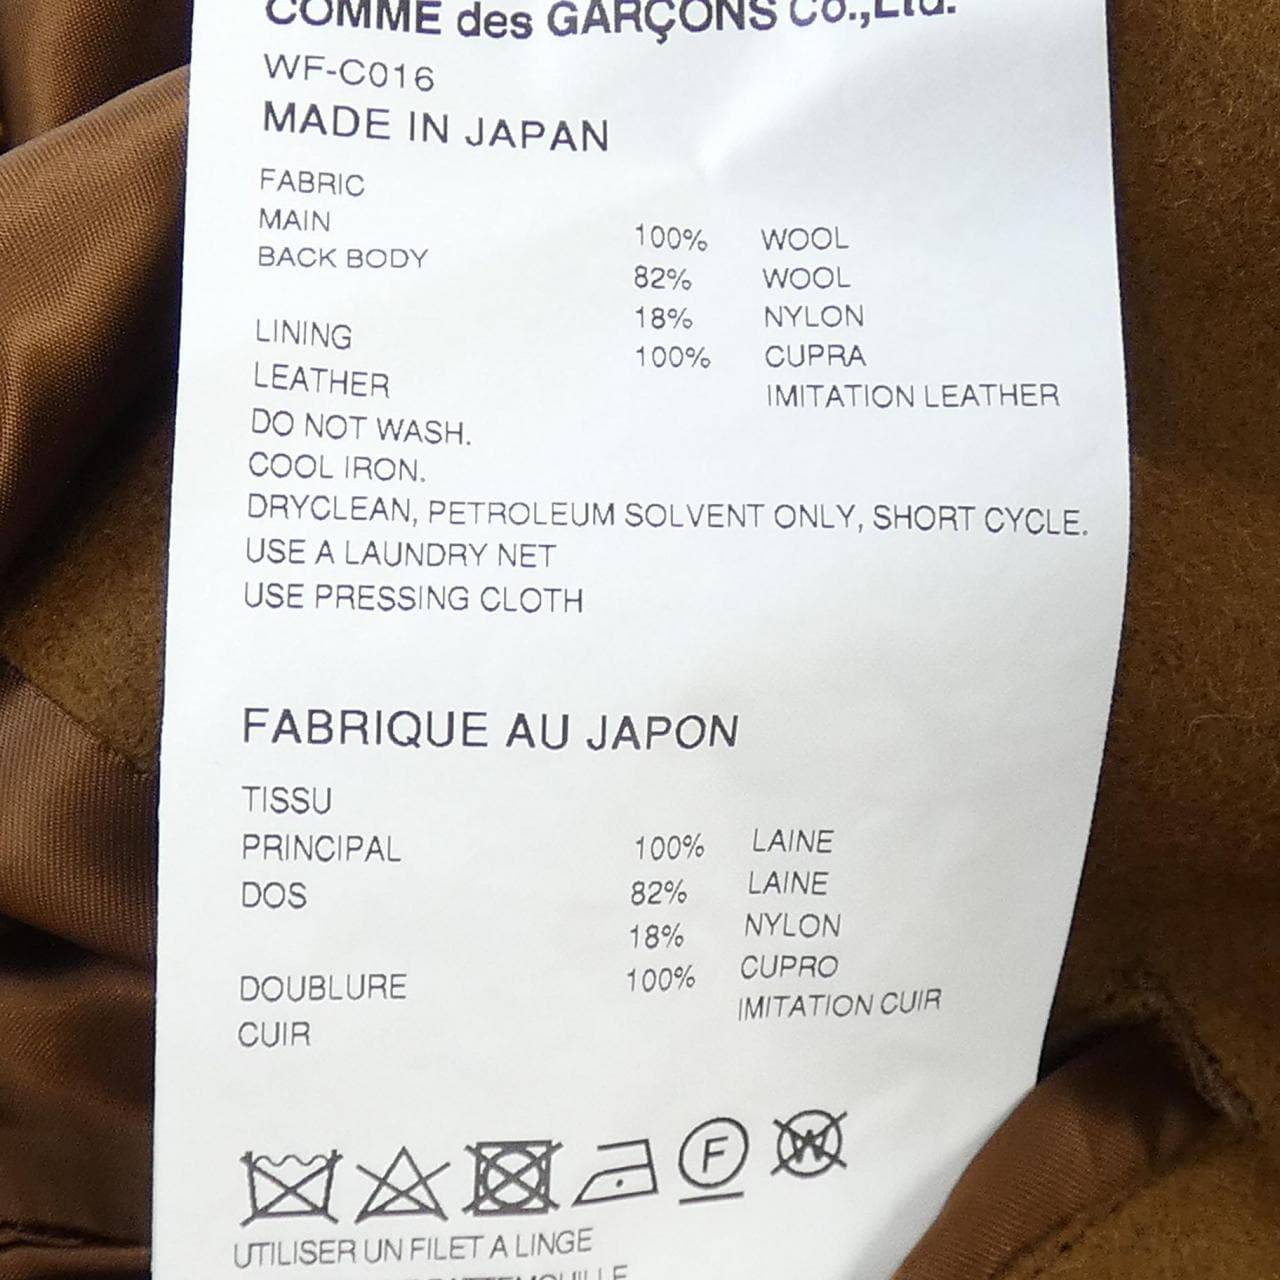 COMME des GARÇONS Co.,Ltd.
WF-C016
MADE IN JAPAN
FABRIC
MAIN 100% WOOL
BACK BODY 82% WOOL
18% NYLON
LINING 100% CUPRA
LEATHER IMITATION LEATHER
DO NOT WASH.
COOL IRON.
DRYCLEAN, PETROLEUM SOLVENT ONLY, SHORT CYCLE.
USE A LAUNDRY NET
USE PRESSING CLOTH
FABRIQUE AU JAPON
TISSU
PRINCIPAL 100% LAINE
DOS 82% LAINE
18% NYLON
DOUBLURE 100% CUPRO
CUIR IMITATION CUIR
F W
UTILISER UN FILET A LINGE